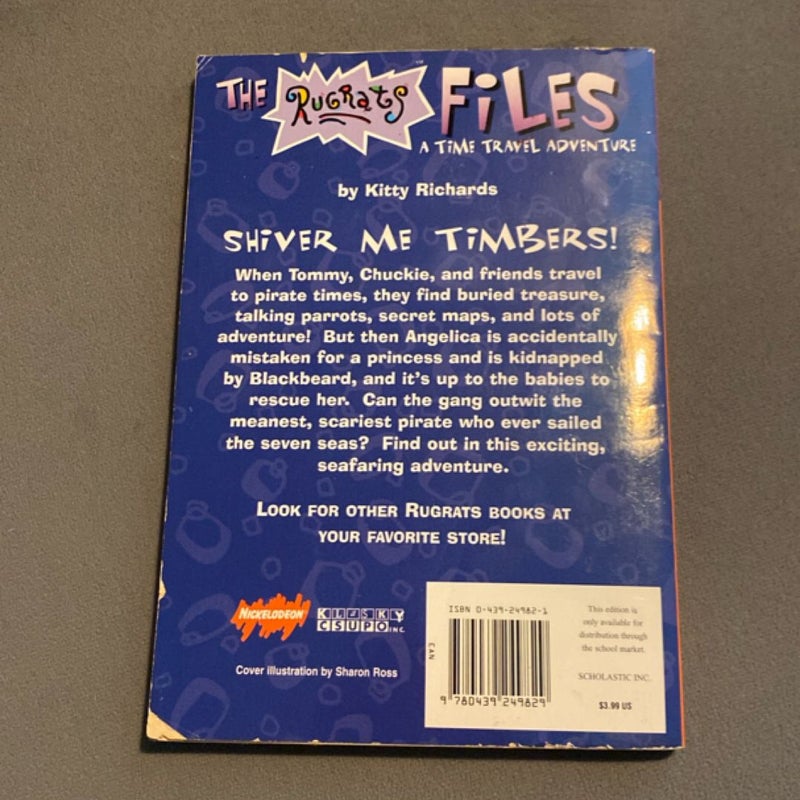 THE Rugrats FiLES
A TiME TRAVEL ADVENTURE
by Kitty Richards
SHiVER ME TiMBERS!
When Tommy, Chuckie, and friends travel
to pirate times, they find buried treasure,
talking parrots, secret maps, and lots of
adventure! But then Angelica is accidentally
mistaken for a princess and is kidnapped
by Blackbeard, and it's up to the babies to
rescue her. Can the gang outwit the
meanest, scariest pirate who ever sailed
the seven seas? Find out in this exciting,
seafaring adventure.
LOOK FOR OTHER RUGRATS BOOKS AT
YOUR FAVORITE STORE!
NICKELODEON
KLASKY
CSUPO INC.
Cover illustration by Sharon Ross
ISBN 0-439-24982-1
EAN
9 780439 249829
This edition is
only available for
distribution through
the school market.
SCHOLASTIC INC.
$3.99 US